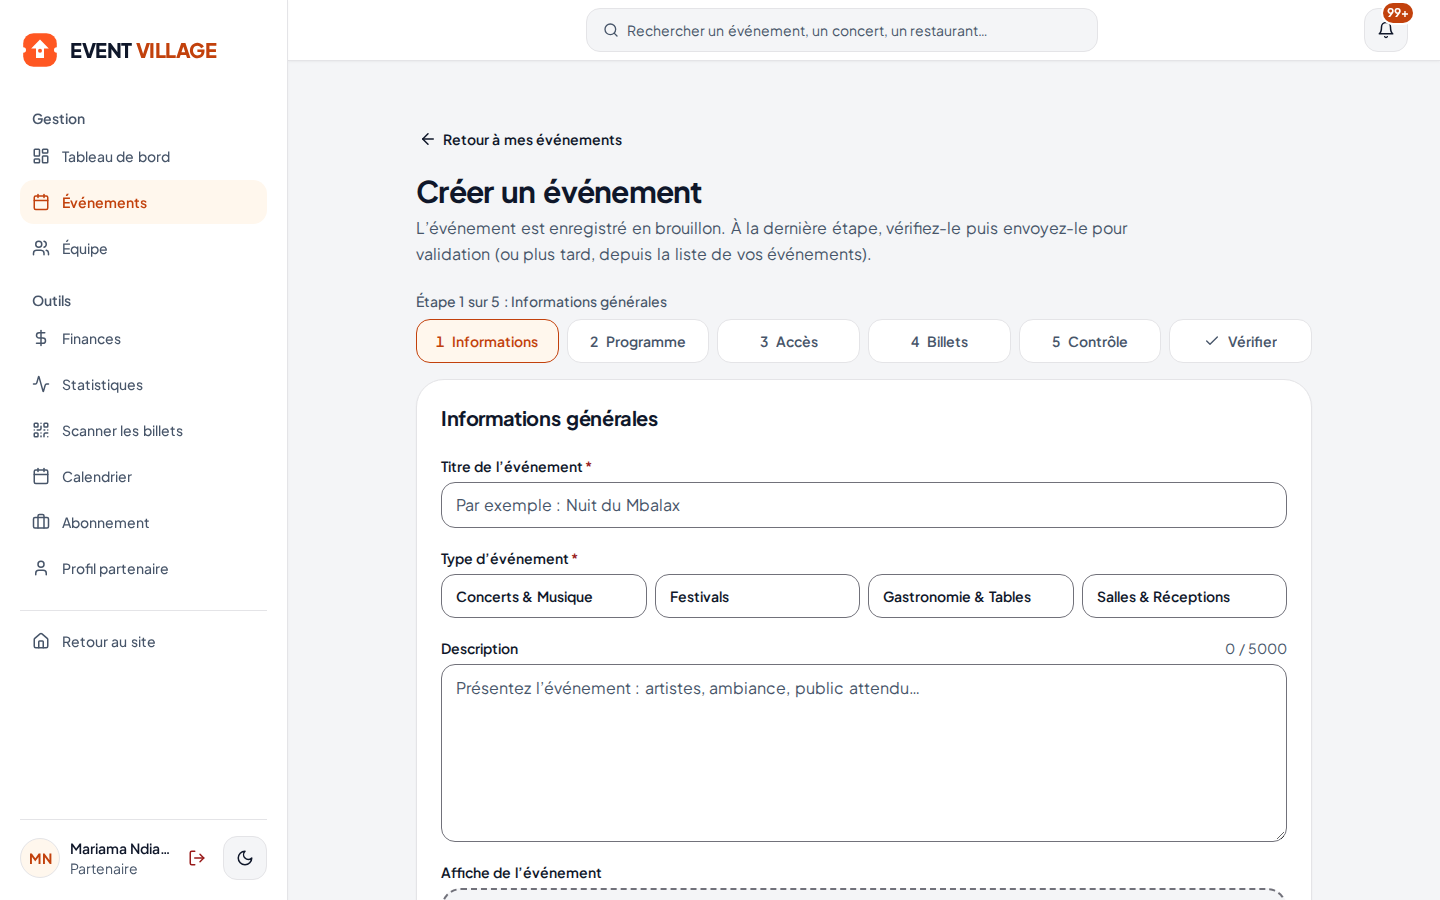 EVENT VILLAGE
Rechercher un événement, un concert, un restaurant...
99+
Gestion
Tableau de bord
Événements
Équipe
Outils
Finances
Statistiques
Scanner les billets
Calendrier
Abonnement
Profil partenaire
Retour au site
MN
Mariama Ndia...
Partenaire
Retour à mes événements
Créer un événement
L’événement est enregistré en brouillon. À la dernière étape, vérifiez-le puis envoyez-le pour
validation (ou plus tard, depuis la liste de vos événements).
Étape 1 sur 5 : Informations générales
1 Informations
2 Programme
3 Accès
4 Billets
5 Contrôle
Vérifier
Informations générales
Titre de l’événement *
Par exemple : Nuit du Mbalax
Type d’événement *
Concerts & Musique
Festivals
Gastronomie & Tables
Salles & Réceptions
Description
0 / 5000
Présentez l’événement : artistes, ambiance, public attendu...
Affiche de l’événement